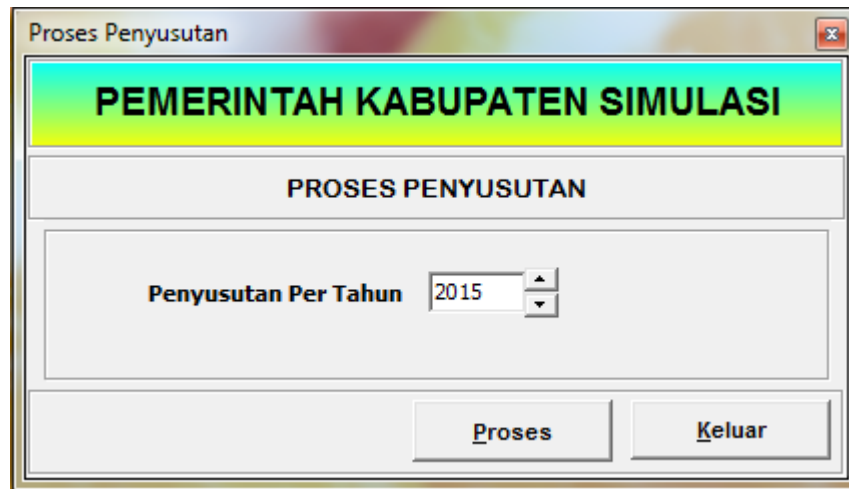 Proses Penyusutan
PEMERINTAH KABUPATEN SIMULASI
PROSES PENYUSUTAN
Penyusutan Per Tahun 2015
Proses Keluar